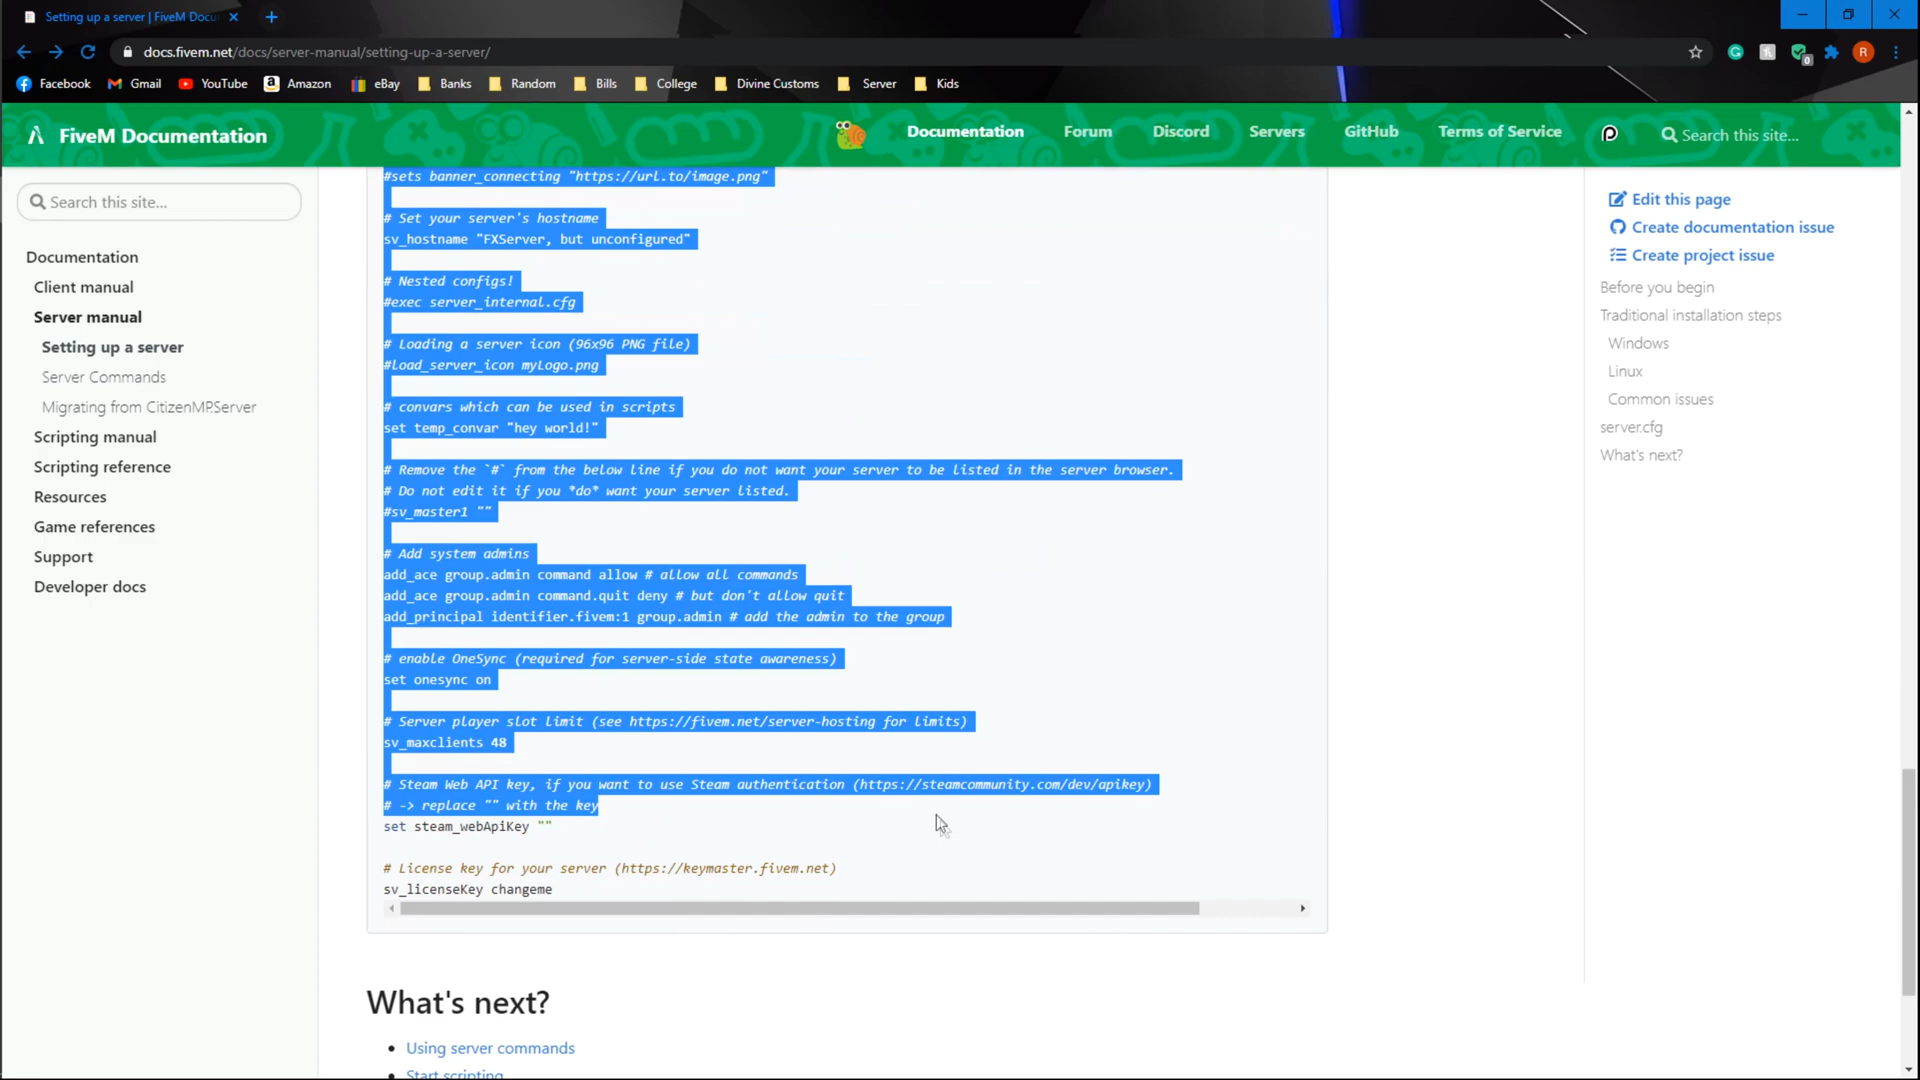 Setting up a server | FiveM Docu
docs.fivem.net/docs/server-manual/setting-up-a-server/
Facebook
Gmail
YouTube
Amazon
eBay
Banks
Random
Bills
College
Divine Customs
Server
Kids
R
0
FiveM Documentation
Documentation
Forum
Discord
Servers
GitHub
Terms of Service
Search this site...
Search this site...
Documentation
Client manual
Server manual
Setting up a server
Server Commands
Migrating from CitizenMP.Server
Scripting manual
Scripting reference
Resources
Game references
Support
Developer docs
#sets banner_connecting "https://url.to/image.png"
# Set your server's hostname
sv_hostname "FXServer, but unconfigured"
# Nested configs!
#exec server_internal.cfg
# Loading a server icon (96x96 PNG file)
#load_server_icon myLogo.png
# convars which can be used in scripts
set temp_convar "hey world!"
# Remove the `#` from the below line if you do not want your server to be listed in the server browser.
# Do not edit it if you *do* want your server listed.
#sv_master1 ""
# Add system admins
add_ace group.admin command allow # allow all commands
add_ace group.admin command.quit deny # but don't allow quit
add_principal identifier.fivem:1 group.admin # add the admin to the group
# enable OneSync (required for server-side state awareness)
set onesync on
# Server player slot limit (see https://fivem.net/server-hosting for limits)
sv_maxclients 48
# Steam Web API key, if you want to use Steam authentication (https://steamcommunity.com/dev/apikey)
# -> replace "" with the key
set steam_webApiKey ""
# License key for your server (https://keymaster.fivem.net)
sv_licenseKey changeme
What's next?
Using server commands
Start scripting
Edit this page
Create documentation issue
Create project issue
Before you begin
Traditional installation steps
Windows
Linux
Common issues
server.cfg
What's next?